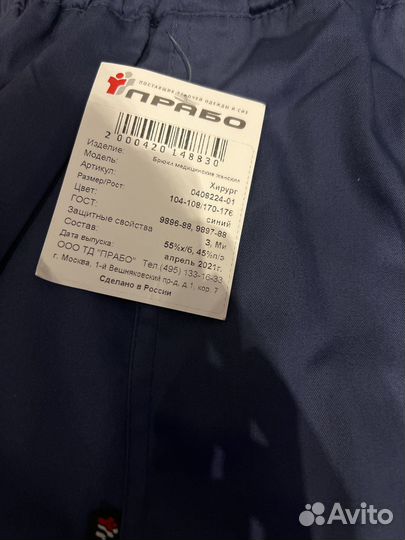 ПОСТАВЩИК РАБОЧЕЙ ОДЕЖДЫ И СИЗ
ПРАБО
2 000420 148830
Изделие: Брюки медицинские женские
Модель: Хирург
Артикул: 0408224-01
Размер/Рост: 104-108/170-176
Цвет: синий
ГОСТ: 9896-88, 9897-88
Защитные свойства З, Ми
Состав: 55%х/б, 45%п/э
Дата выпуска: апрель 2021г.
ООО ТД "ПРАБО" Тел.(495) 133-16-33
г. Москва, 1-й Вешняковский пр-д, д.1, кор. 7
Сделано в России
Avito